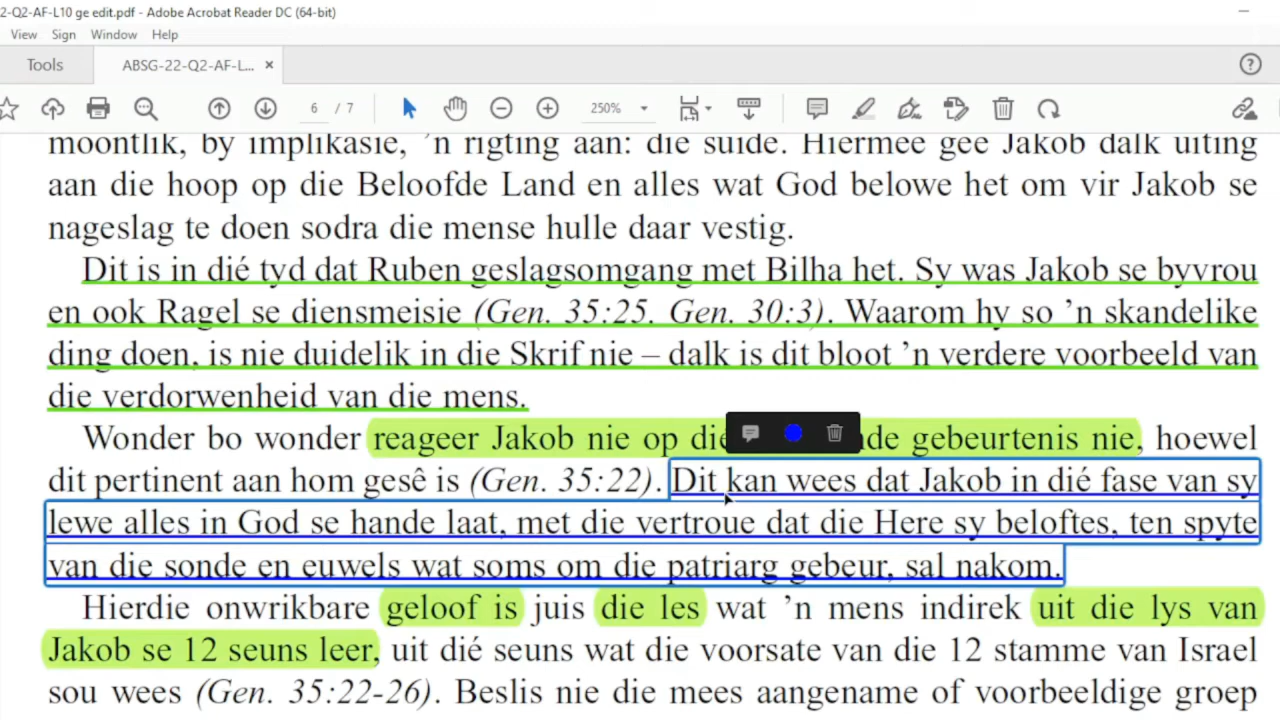 2-Q2-AF-L10 ge edit.pdf - Adobe Acrobat Reader DC (64-bit)
View Sign Window Help
Tools ABSG-22-Q2-AF-L... ×
6 / 7 250%
moontlik, by implikasie, ’n rigting aan: die suide. Hiermee gee Jakob dalk uiting
aan die hoop op die Beloofde Land en alles wat God belowe het om vir Jakob se
nageslag te doen sodra die mense hulle daar vestig.
Dit is in dié tyd dat Ruben geslagsomgang met Bilha het. Sy was Jakob se byvrou
en ook Ragel se diensmeisie (Gen. 35:25. Gen. 30:3). Waarom hy so ’n skandelike
ding doen, is nie duidelik in die Skrif nie – dalk is dit bloot ’n verdere voorbeeld van
die verdorwenheid van die mens.
Wonder bo wonder reageer Jakob nie op die nde gebeurtenis nie, hoewel
dit pertinent aan hom gesê is (Gen. 35:22). Dit kan wees dat Jakob in dié fase van sy
lewe alles in God se hande laat, met die vertroue dat die Here sy beloftes, ten spyte
van die sonde en euwels wat soms om die patriarg gebeur, sal nakom.
Hierdie onwrikbare geloof is juis die les wat ’n mens indirek uit die lys van
Jakob se 12 seuns leer, uit dié seuns wat die voorsate van die 12 stamme van Israel
sou wees (Gen. 35:22-26). Beslis nie die mees aangename of voorbeeldige groep